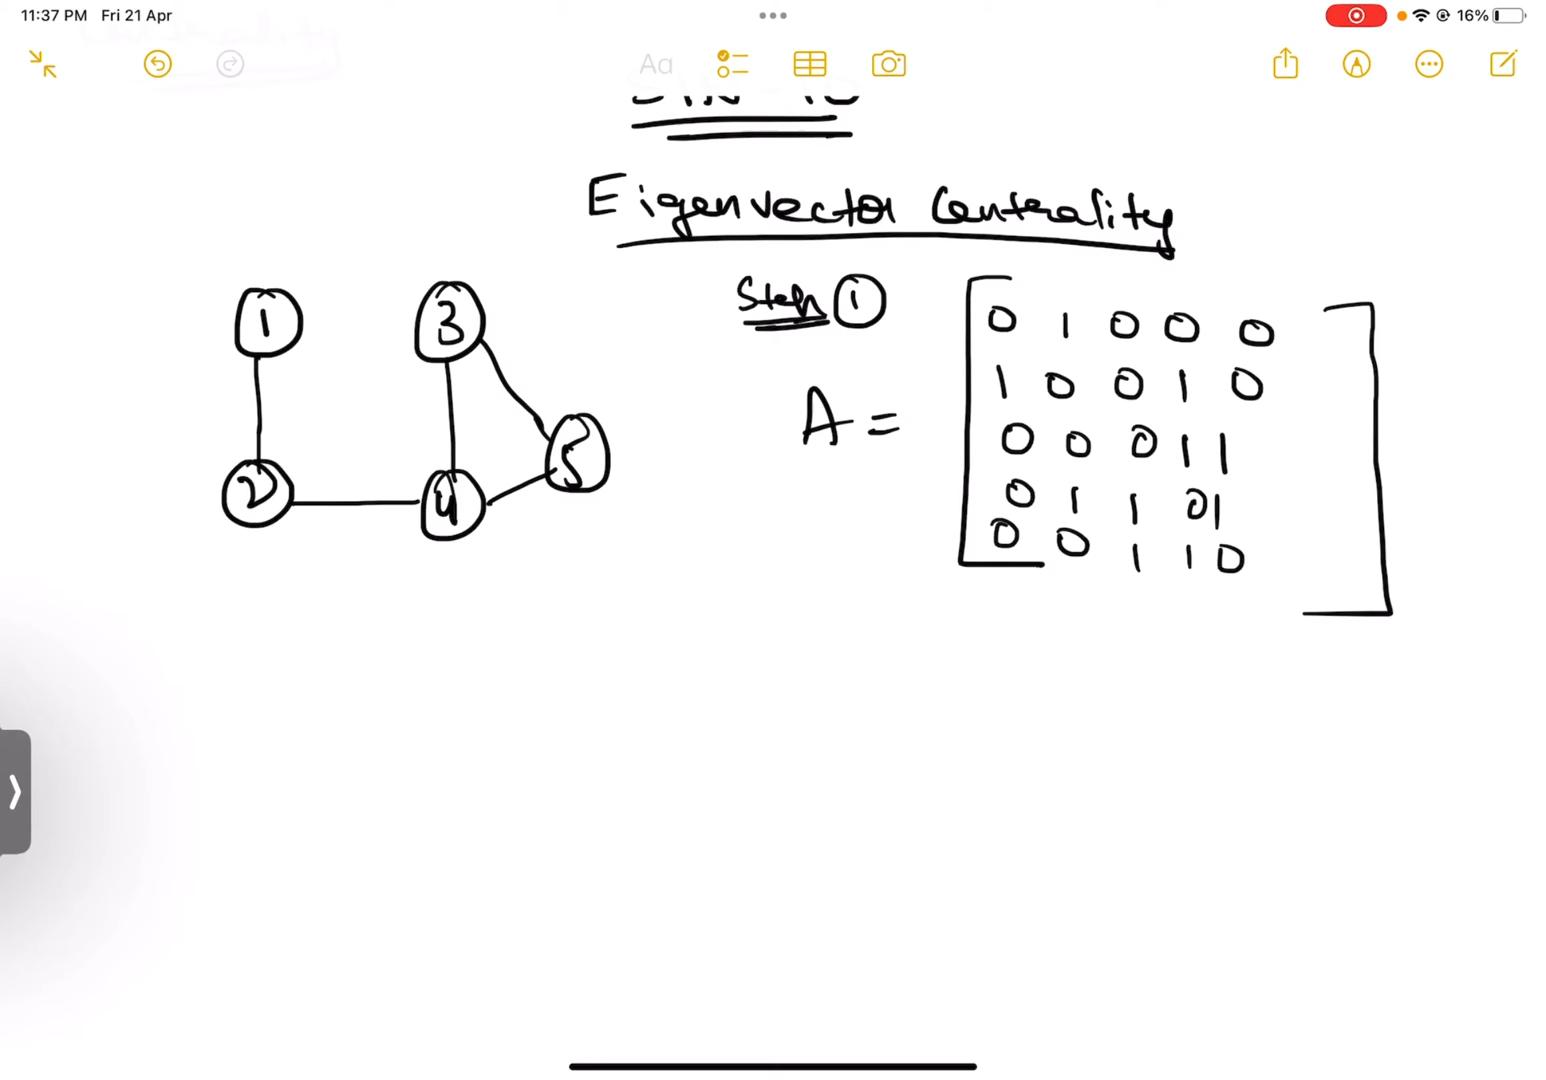 11:37 PM Fri 21 Apr
16%
Aa
Eigenvector Centrality
Step 1
A =
0 1 0 0 0
1 0 0 1 0
0 0 0 1 1
0 1 1 0 1
0 0 1 1 0
1
3
5
2
4